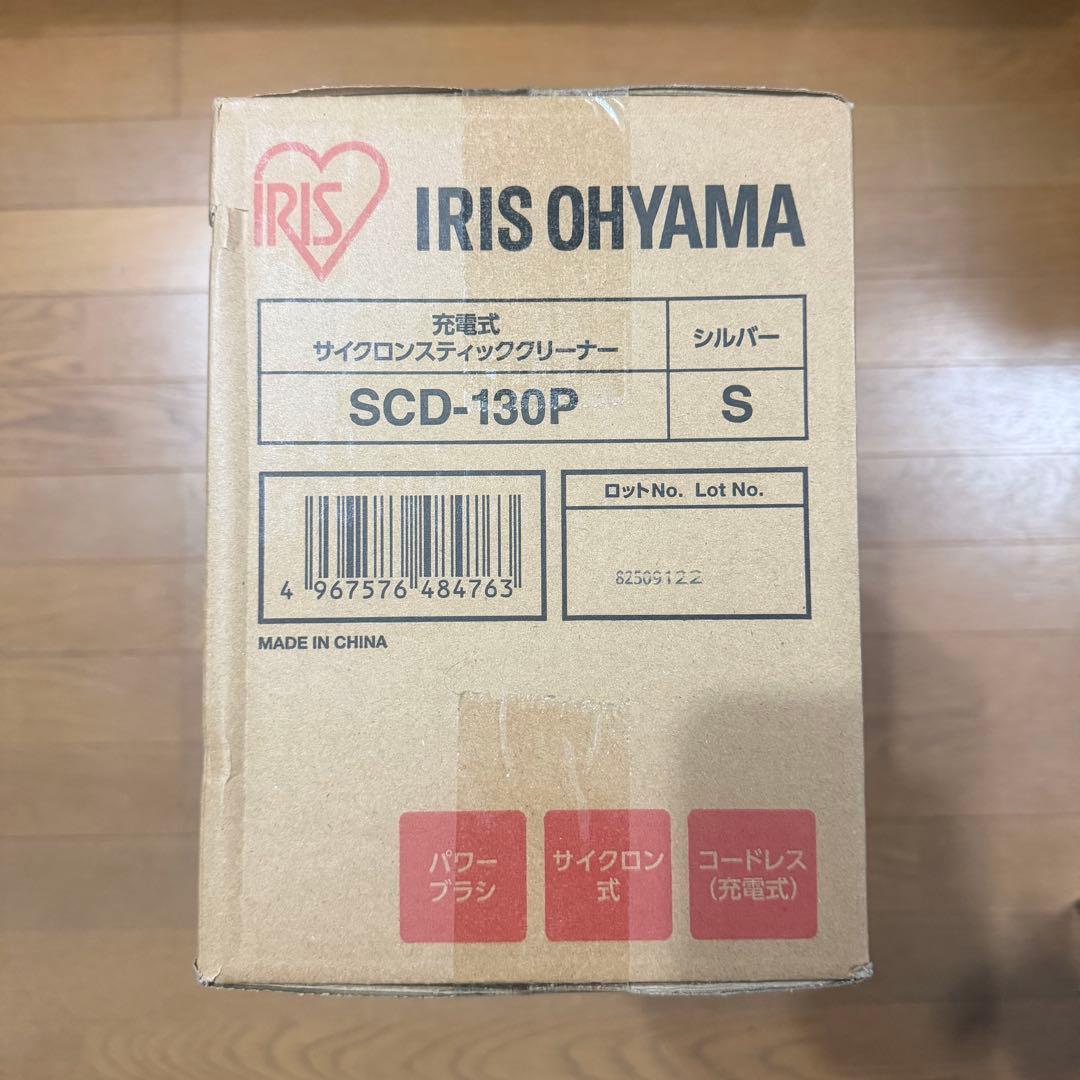 IRIS
IRIS OHYAMA
充電式
サイクロンスティッククリーナー
シルバー
SCD-130P
S
4 967576 484763
ロットNo. Lot No.
82509122
MADE IN CHINA
パワー
ブラシ
サイクロン
式
コードレス
(充電式)